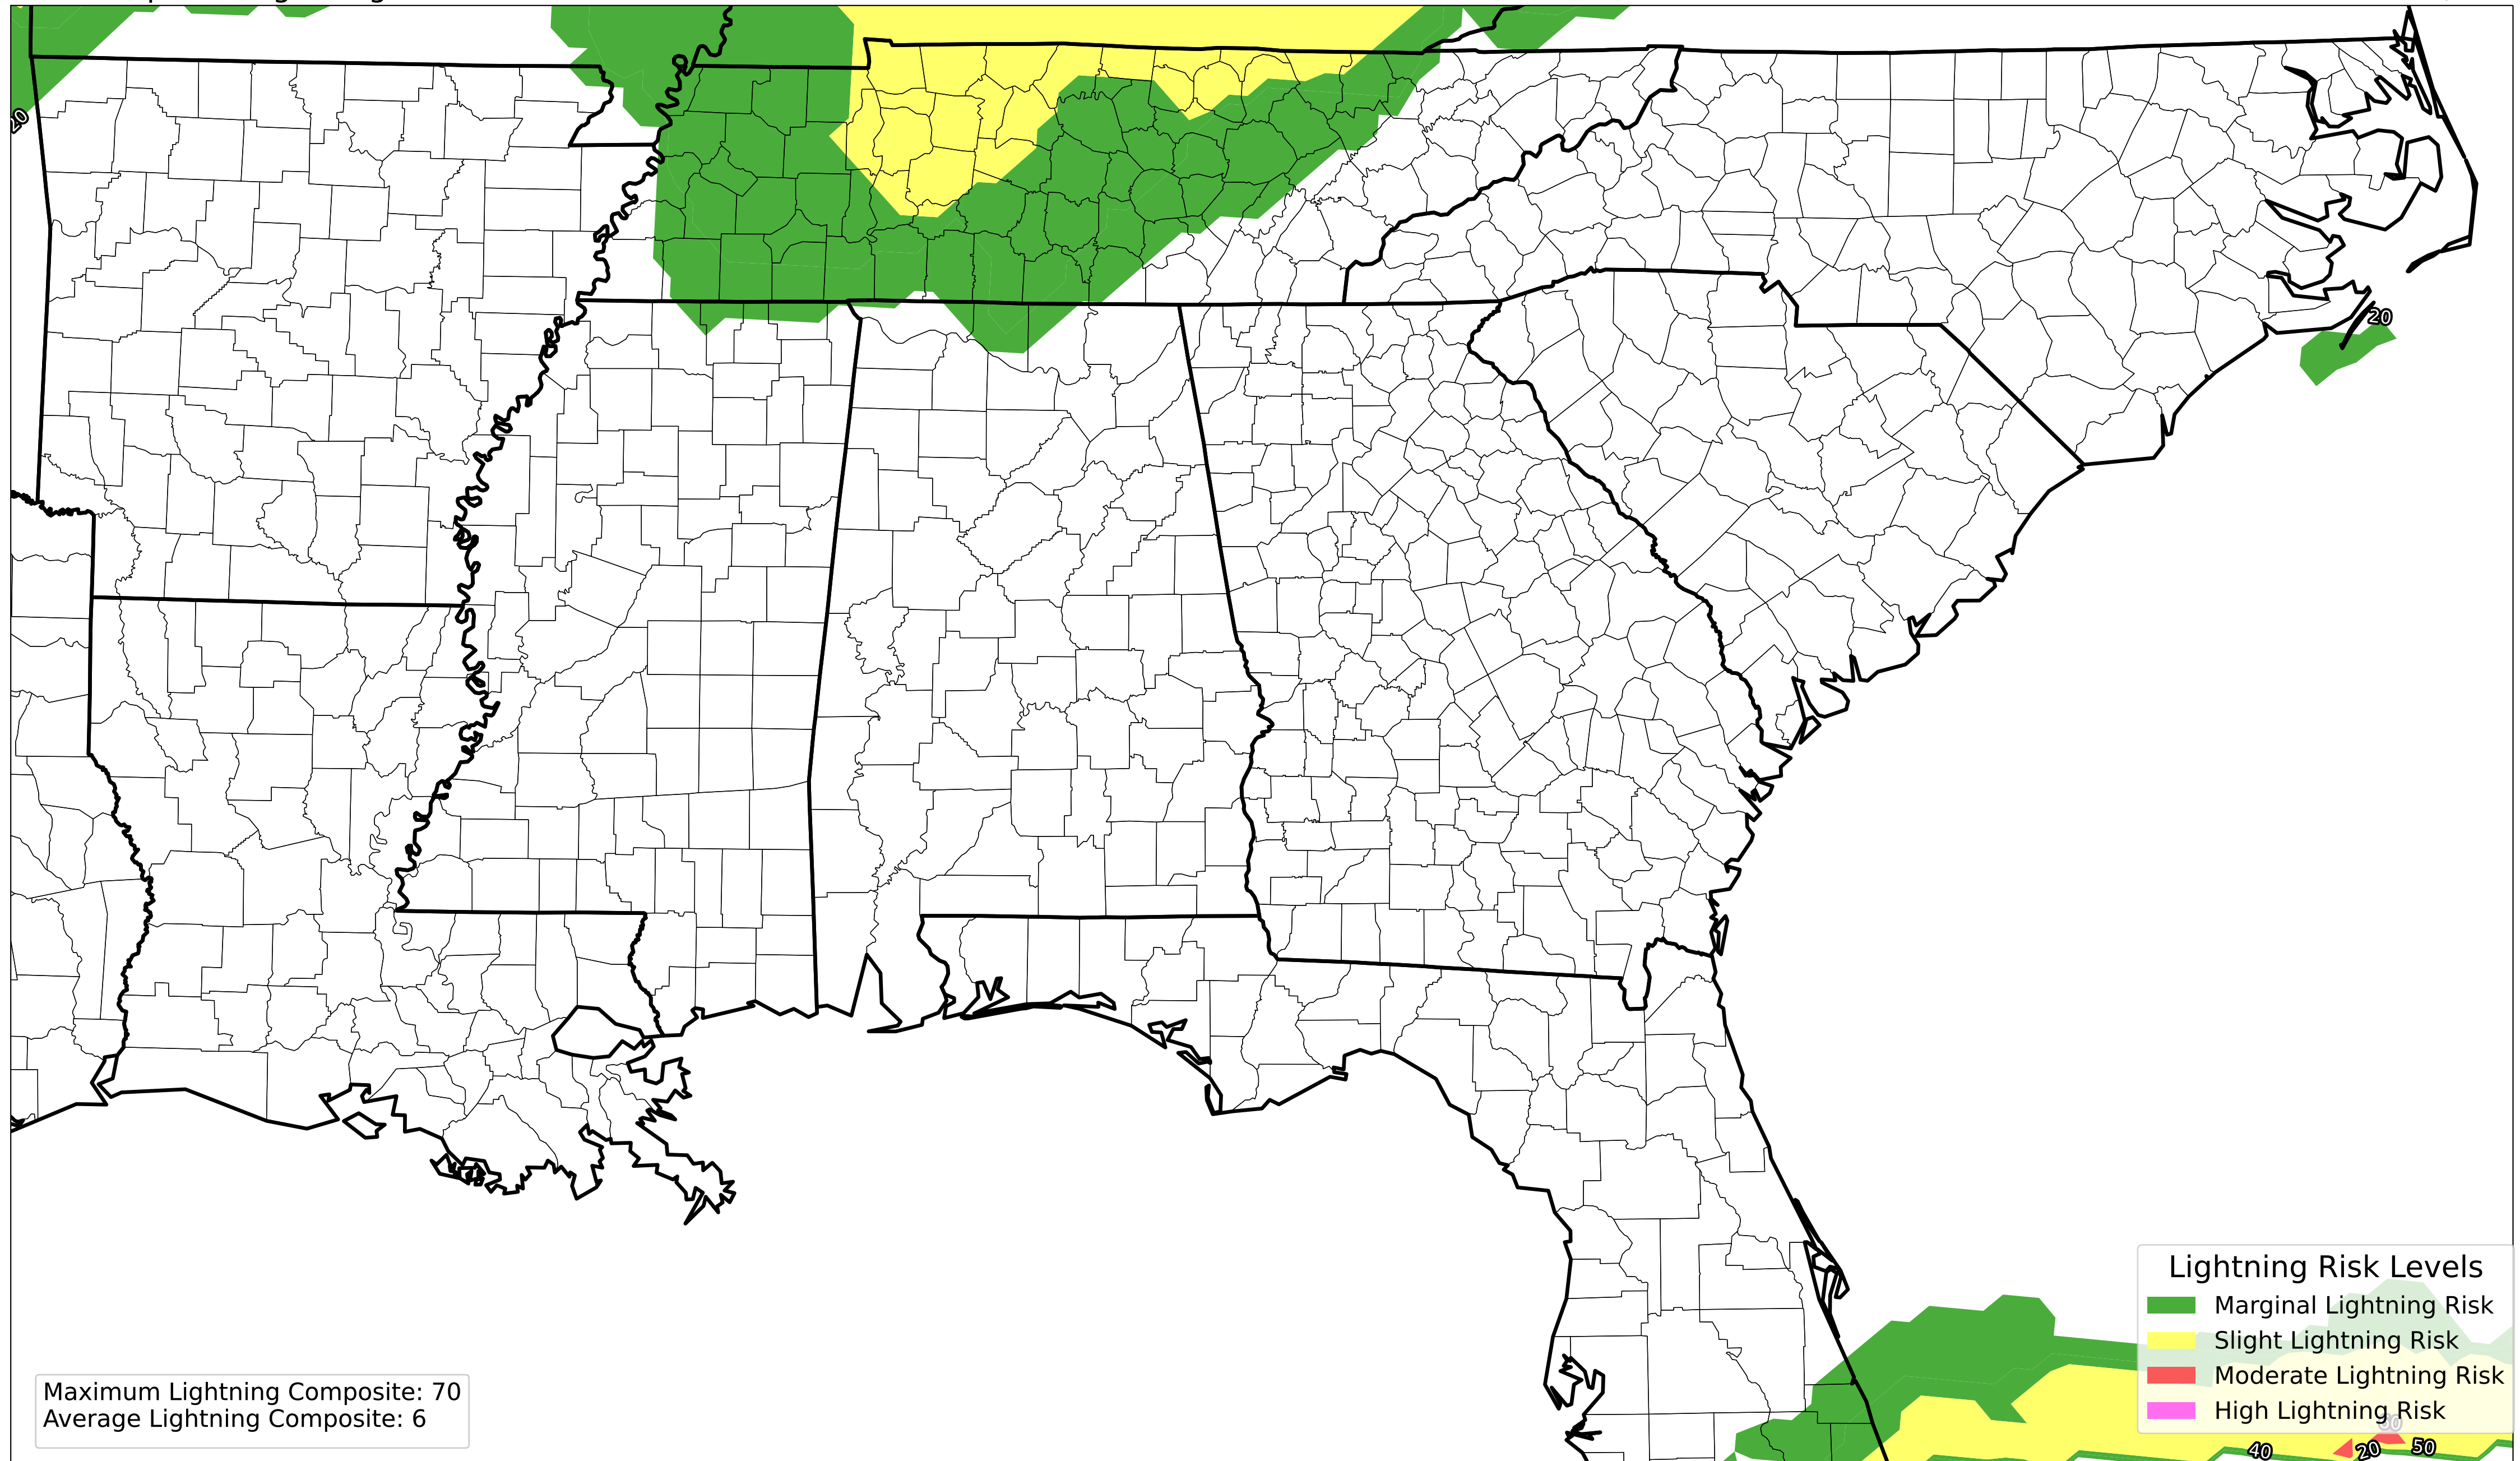 20
20
Lightning Risk Levels
Marginal Lightning Risk
Slight Lightning Risk
Moderate Lightning Risk
High Lightning Risk
Maximum Lightning Composite: 70
Average Lightning Composite: 6
40
20
50